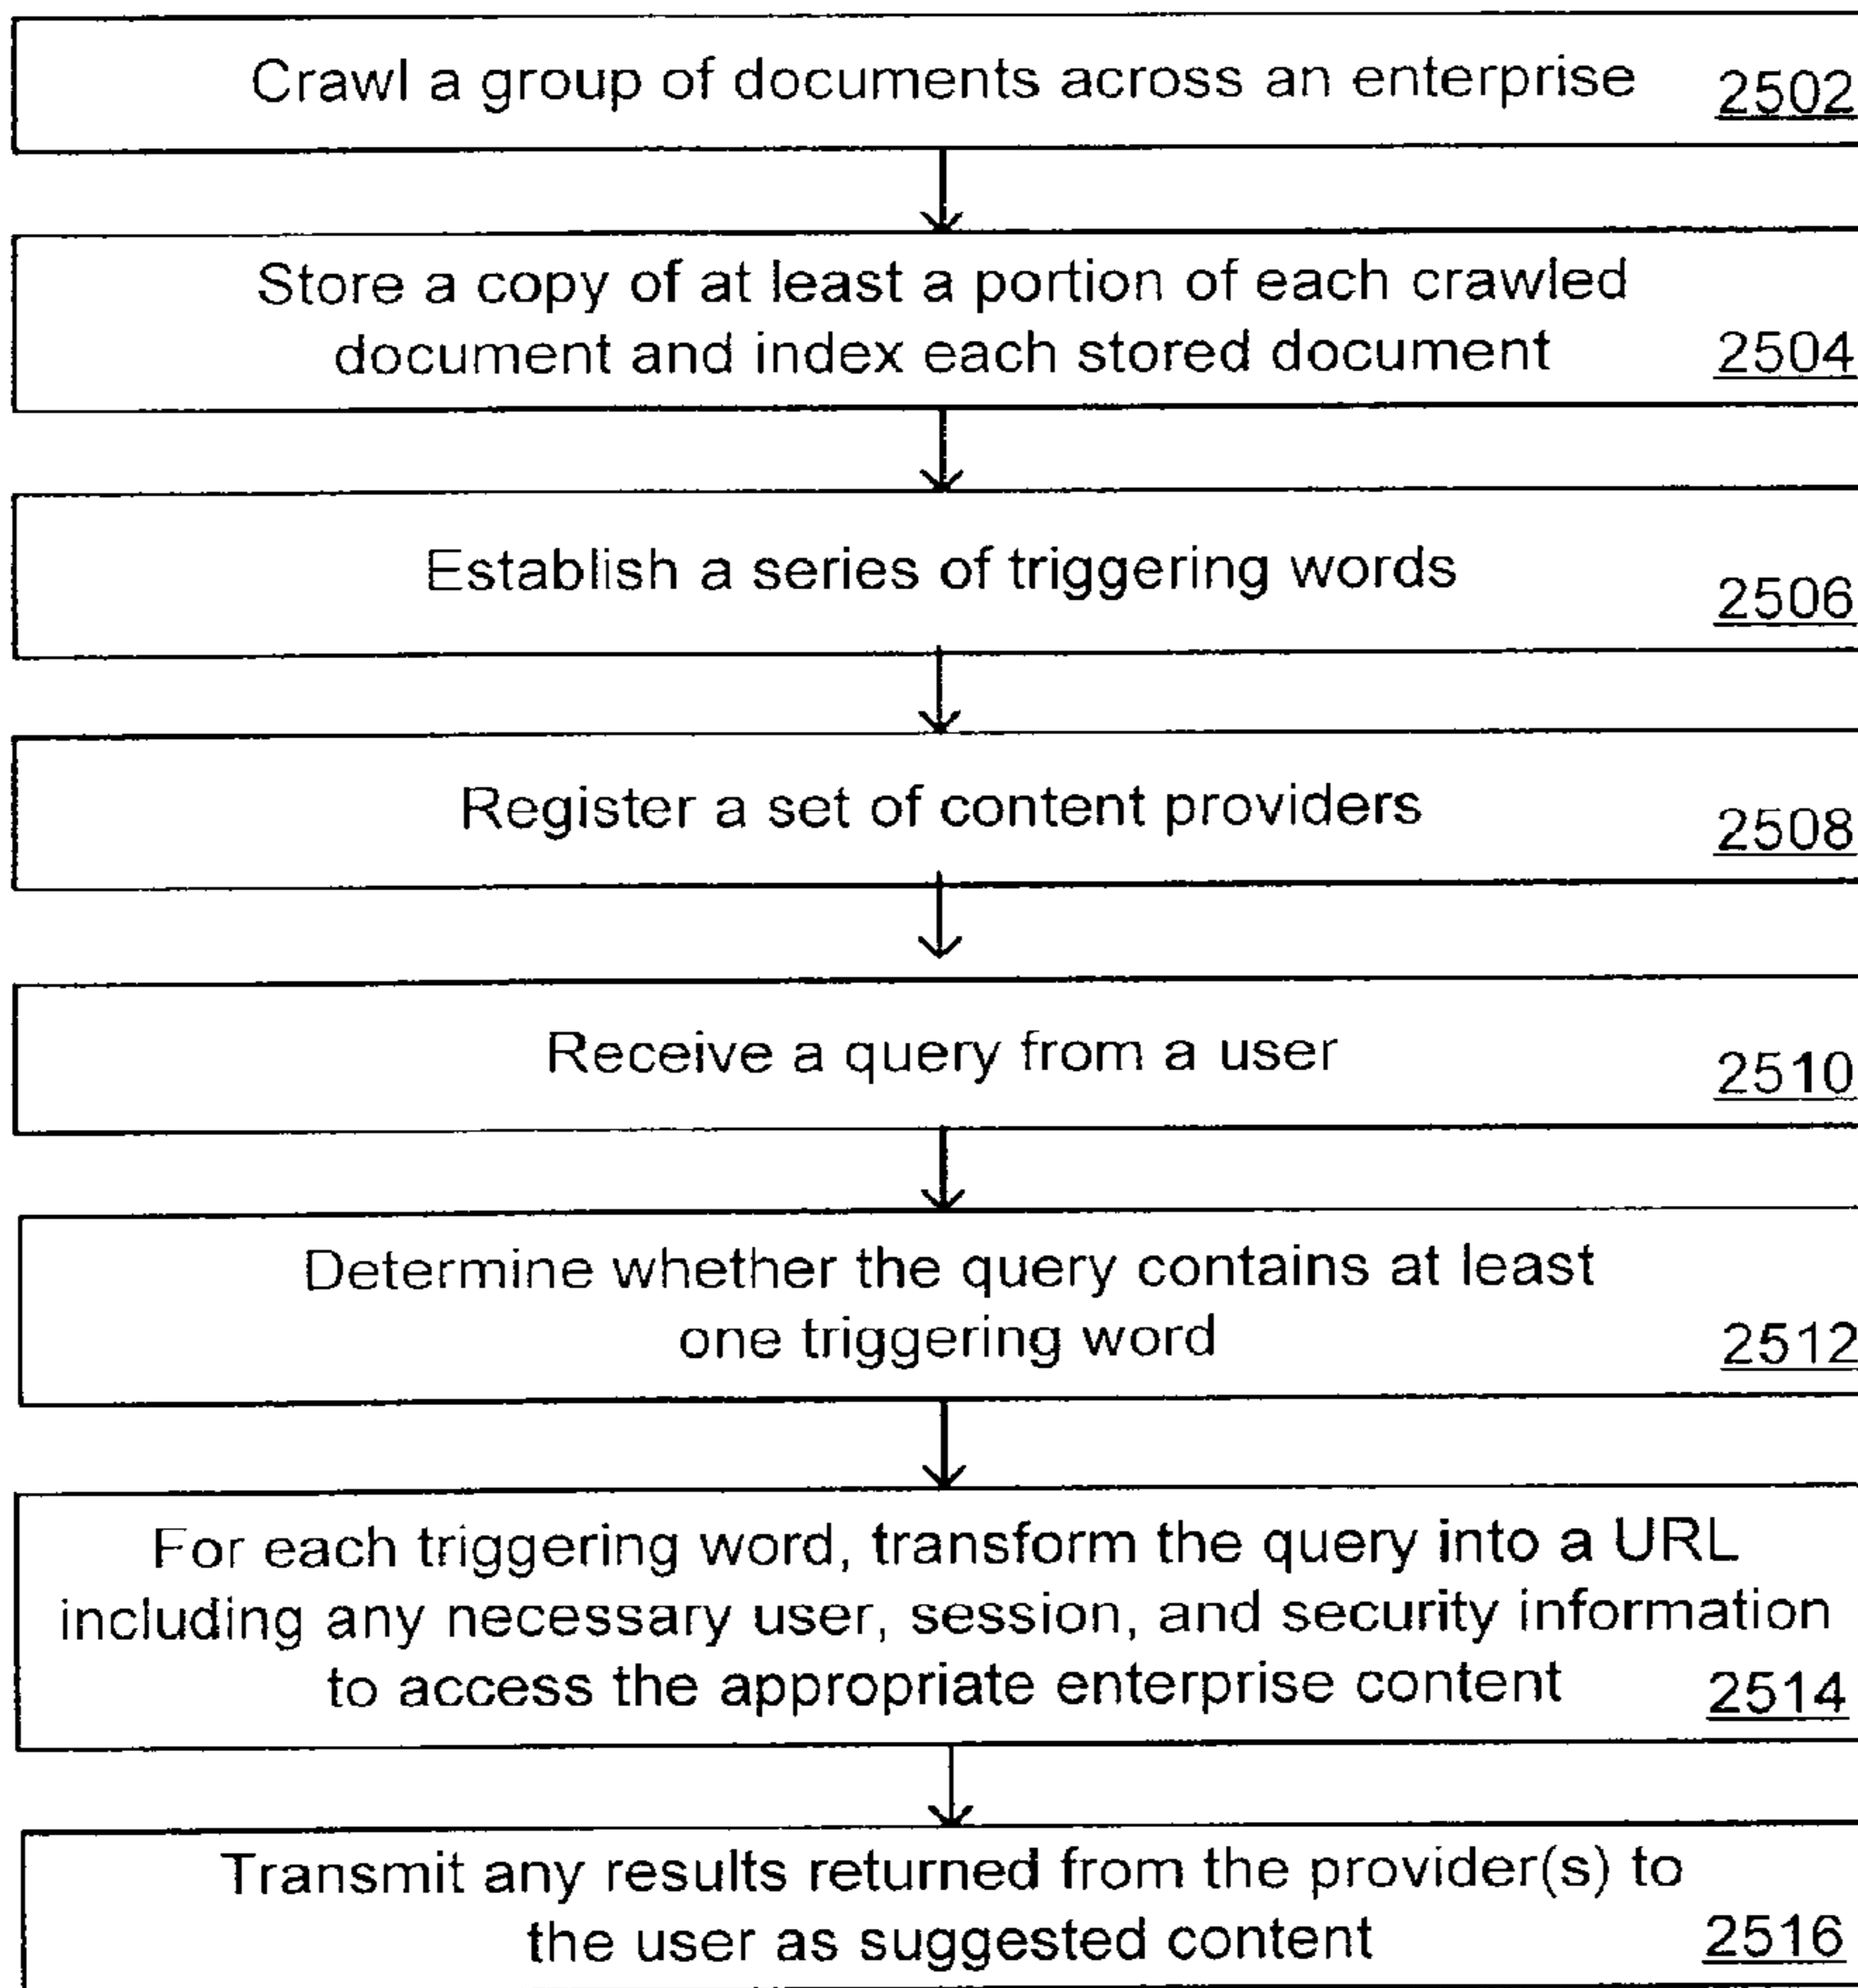 Crawl a group of documents across an enterprise 2502
Store a copy of at least a portion of each crawled
document and index each stored document 2504
Establish a series of triggering words 2506
Register a set of content providers 2508
Receive a query from a user 2510
Determine whether the query contains at least
one triggering word 2512
For each triggering word, transform the query into a URL
including any necessary user, session, and security information
to access the appropriate enterprise content 2514
Transmit any results returned from the provider(s) to
the user as suggested content 2516